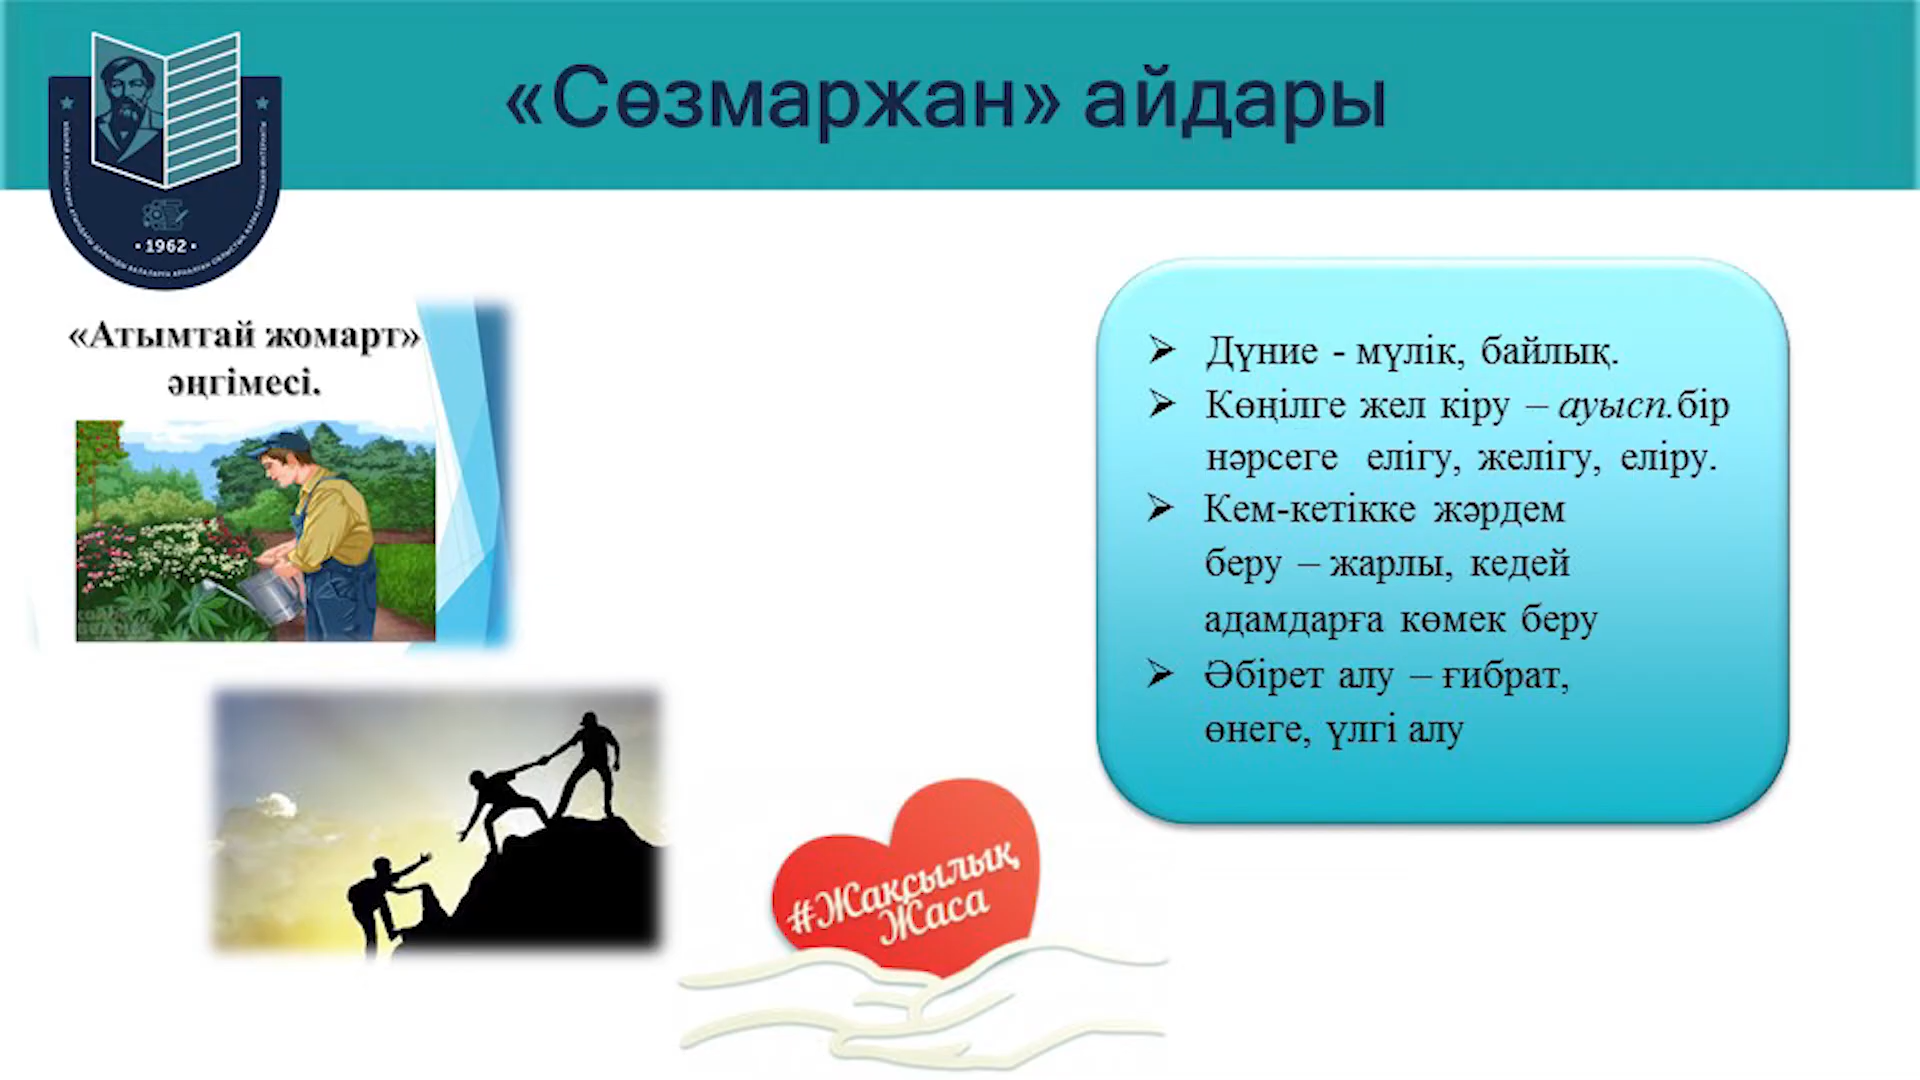 «Сөзмаржан» айдары
· 1962 ·
«Атымтай жомарт»
әңгімесі.
Дүние - мүлік, байлық.
Көңілге жел кіру – ауысп.бір
нәрсеге елігу, желігу, еліру.
Кем-кетікке жәрдем
беру – жарлы, кедей
адамдарға көмек беру
Әбірет алу – ғибрат,
өнеге, үлгі алу
#Жақсылық
Жаса